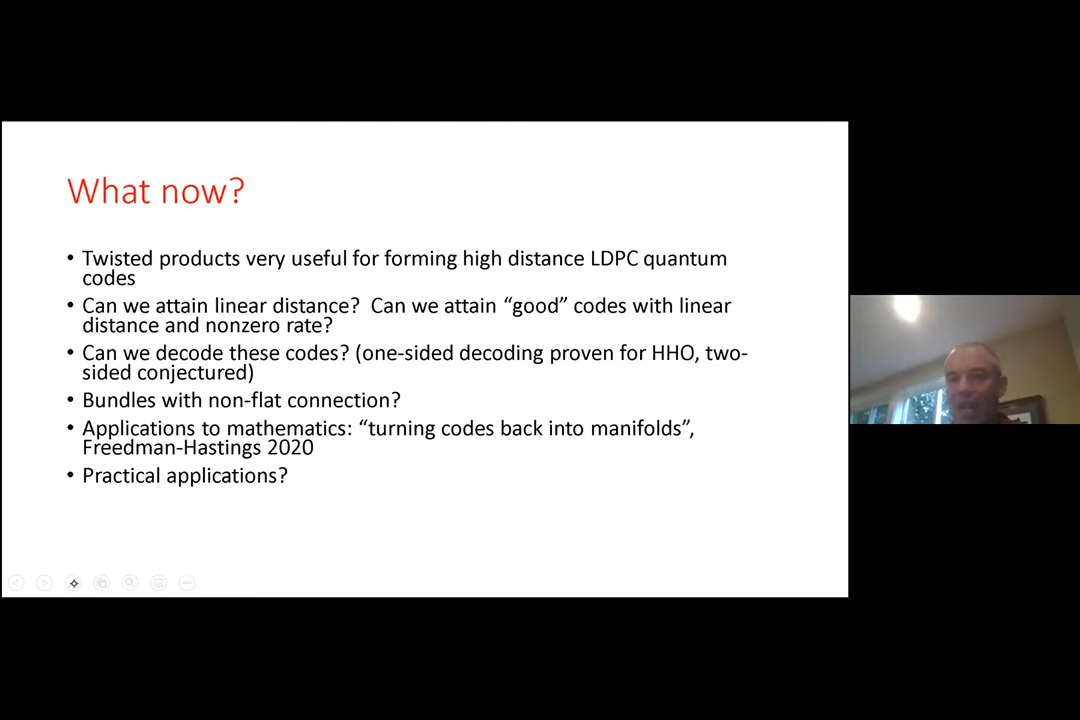 What now?
• Twisted products very useful for forming high distance LDPC quantum
codes
• Can we attain linear distance?  Can we attain “good” codes with linear
distance and nonzero rate?
• Can we decode these codes? (one-sided decoding proven for HHO, two-
sided conjectured)
• Bundles with non-flat connection?
• Applications to mathematics: “turning codes back into manifolds”,
Freedman-Hastings 2020
• Practical applications?